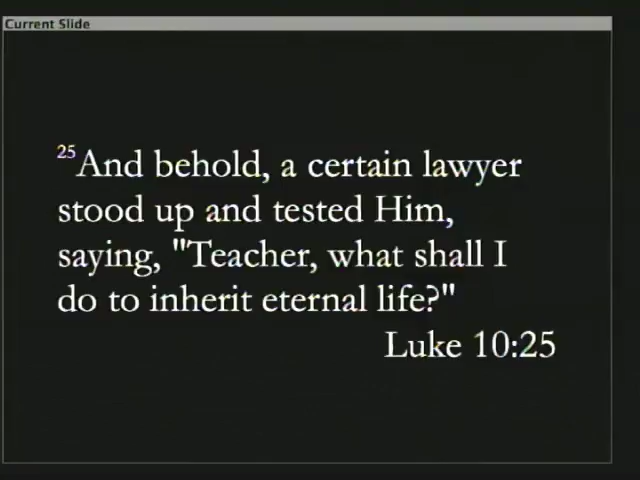 Current Slide
25And behold, a certain lawyer
stood up and tested Him,
saying, "Teacher, what shall I
do to inherit eternal life?"
Luke 10:25